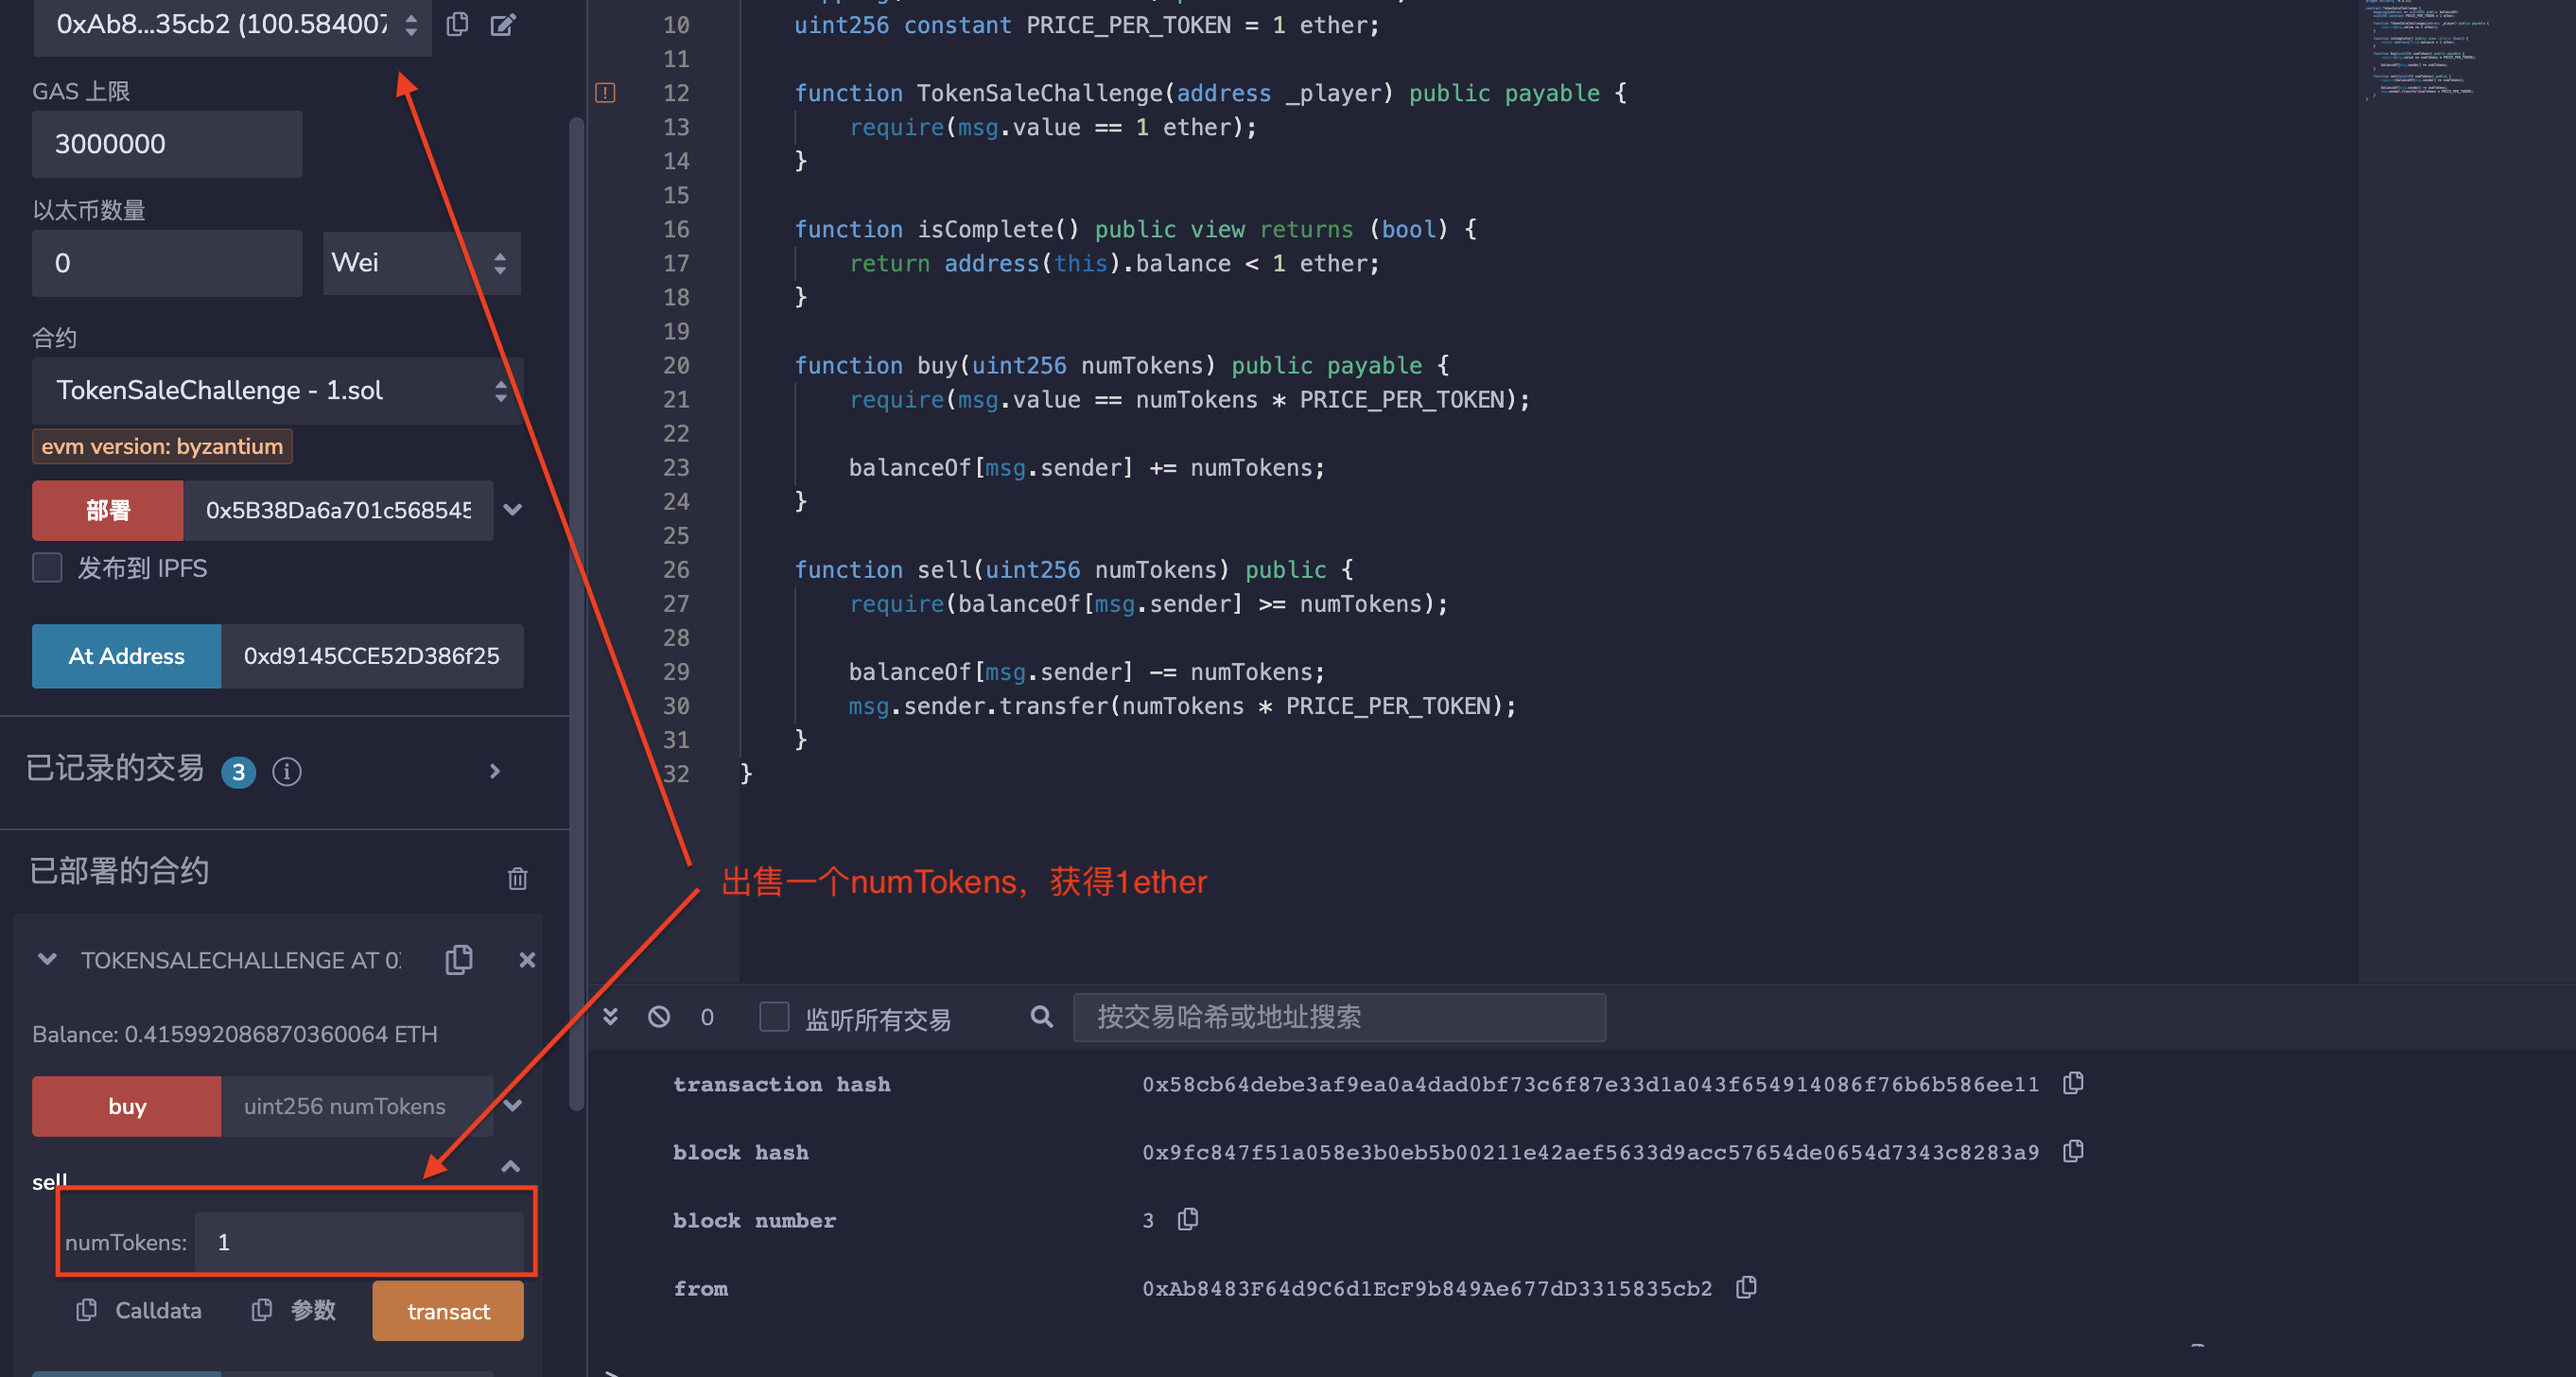 0xAb8...35cb2 (100.584007
GAS 上限
3000000
以太币数量
0
Wei
合约
TokenSaleChallenge - 1.sol
evm version: byzantium
部署
0x5B38Da6a701c568545
发布到 IPFS
At Address
0xd9145CCE52D386f25
已记录的交易 3
已部署的合约
TOKENSALECHALLENGE AT 0
Balance: 0.415992086870360064 ETH
buy
uint256 numTokens
sell
numTokens:
1
Calldata
参数
transact
10 uint256 constant PRICE_PER_TOKEN = 1 ether;
11
12 function TokenSaleChallenge(address _player) public payable {
13 require(msg.value == 1 ether);
14 }
15
16 function isComplete() public view returns (bool) {
17 return address(this).balance < 1 ether;
18 }
19
20 function buy(uint256 numTokens) public payable {
21 require(msg.value == numTokens * PRICE_PER_TOKEN);
22
23 balanceOf[msg.sender] += numTokens;
24 }
25
26 function sell(uint256 numTokens) public {
27 require(balanceOf[msg.sender] >= numTokens);
28
29 balanceOf[msg.sender] -= numTokens;
30 msg.sender.transfer(numTokens * PRICE_PER_TOKEN);
31 }
32 }
出售一个numTokens，获得1ether
0
监听所有交易
按交易哈希或地址搜索
transaction hash 0x58cb64debe3af9ea0a4dad0bf73c6f87e33d1a043f654914086f76b6b586ee11
block hash 0x9fc847f51a058e3b0eb5b00211e42aef5633d9acc57654de0654d7343c8283a9
block number 3
from 0xAb8483F64d9C6d1EcF9b849Ae677dD3315835cb2